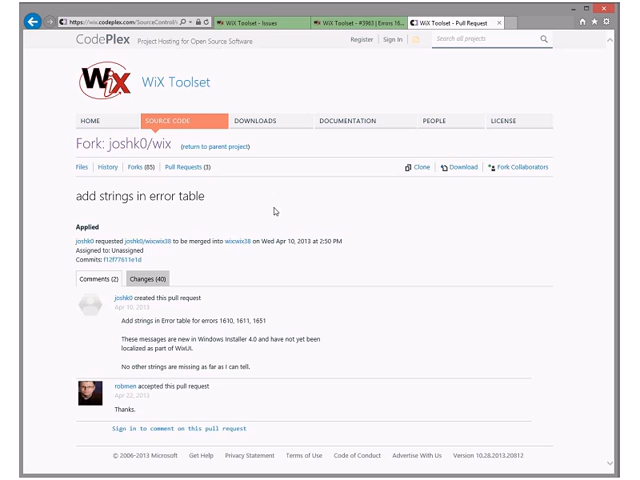 https://wix.codeplex.com/SourceControl/
WiX Toolset - Issues
WiX Toolset - #3963 | Errors 16...
WiX Toolset - Pull Request
CodePlex Project Hosting for Open Source Software
Register Sign In
Search all projects
WiX
WiX Toolset
HOME SOURCE CODE DOWNLOADS DOCUMENTATION PEOPLE LICENSE
Fork: joshk0/wix (return to parent project)
Files History Forks (85) Pull Requests (3)
Clone Download Fork Collaborators
add strings in error table
Applied
joshk0 requested joshk0/wixwix38 to be merged into wixwix38 on Wed Apr 10, 2013 at 2:50 PM
Assigned to: Unassigned
Commits: f12f77611e1d
Comments (2) Changes (40)
joshk0 created this pull request
Apr 10, 2013
Add strings in Error table for errors 1610, 1611, 1651
These messages are new in Windows Installer 4.0 and have not yet been
localized as part of WixUI.
No other strings are missing as far as I can tell.
robmen accepted this pull request
Apr 22, 2013
Thanks.
Sign in to comment on this pull request
© 2006-2013 Microsoft Get Help Privacy Statement Terms of Use Code of Conduct Advertise With Us Version 10.28.2013.20812